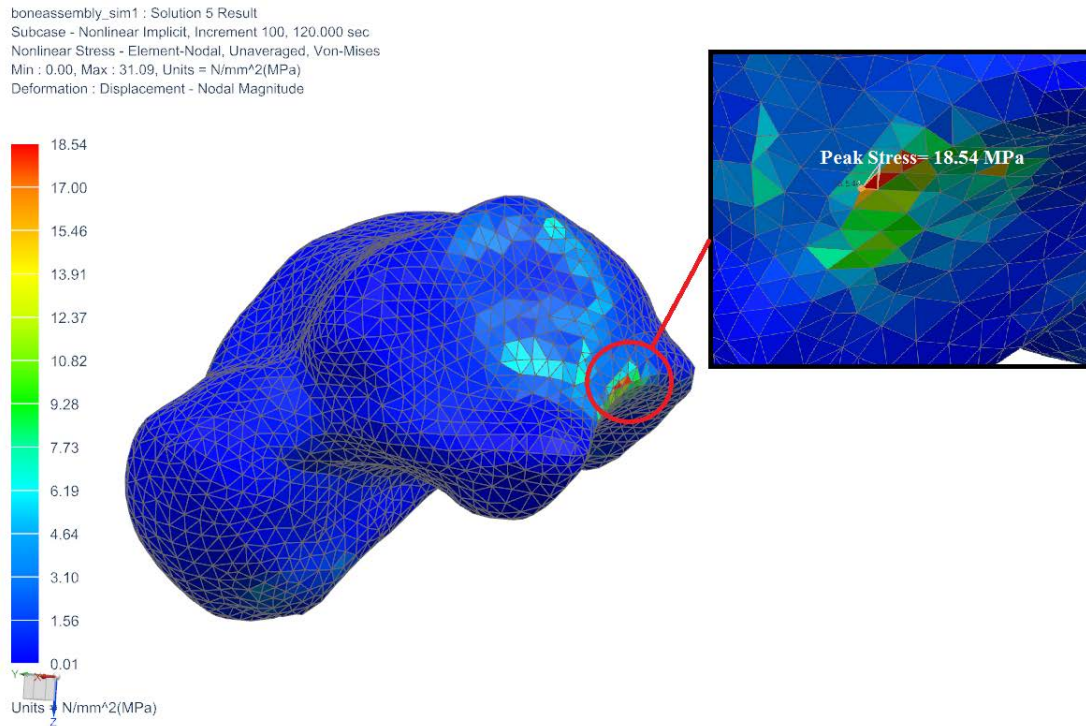 boneassembly_sim1 : Solution 5 Result
Subcase - Nonlinear Implicit, Increment 100, 120.000 sec
Nonlinear Stress - Element-Nodal, Unaveraged, Von-Mises
Min : 0.00, Max : 31.09, Units = N/mm^2(MPa)
Deformation : Displacement - Nodal Magnitude
Peak Stress= 18.54 MPa
18.54
17.00
15.46
13.91
12.37
10.82
9.28
7.73
6.19
4.64
3.10
1.56
0.01
Y X
Units = N/mm^2(MPa)
Z